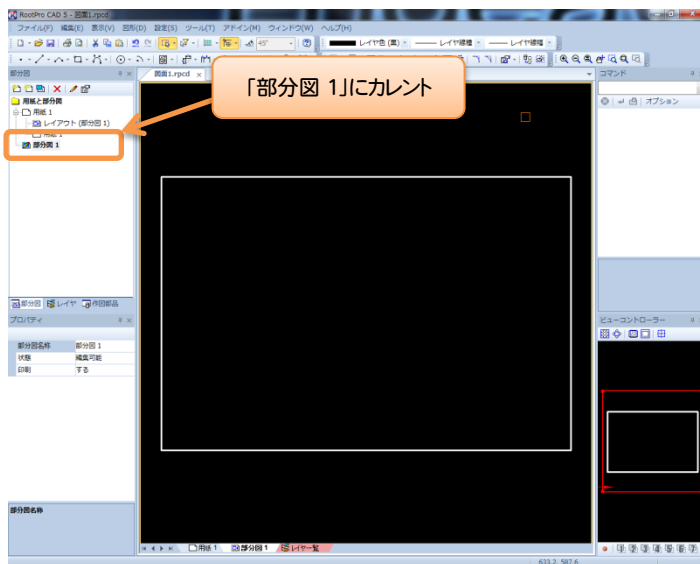 RootPro CAD 5 - 図面1.rpcd
ファイル(F) 編集(E) 表示(V) 図形(D) 設定(S) ツール(T) アドイン(M) ウィンドウ(W) ヘルプ(H)
45°
レイヤ色 (黒) レイヤ線種 レイヤ線幅
部分図
図面1.rpcd
コマンド
「部分図 1」にカレント
オプション
用紙と部分図
用紙 1
レイアウト (部分図 1)
用紙 1
部分図 1
部分図 レイヤ 作図部品
プロパティ
ビューコントローラー
部分図名称 部分図 1
状態 編集可能
印刷 する
部分図名称
用紙 1 部分図 1 レイヤ一覧
633.2, 587.6